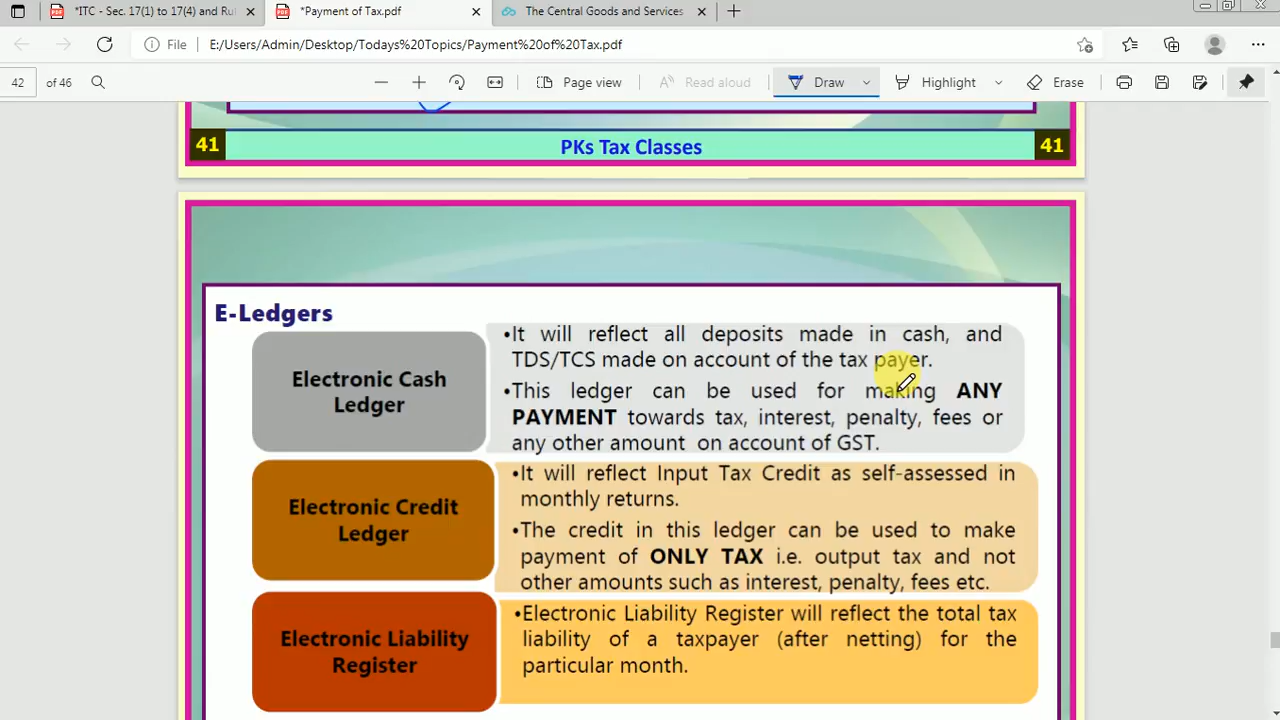 *ITC - Sec. 17(1) to 17(4) and Rul
*Payment of Tax.pdf
The Central Goods and Services
File
E:/Users/Admin/Desktop/Todays%20Topics/Payment%20of%20Tax.pdf
42 of 46
Page view
Read aloud
Draw
Highlight
Erase
41 PKs Tax Classes 41
E-Ledgers
Electronic Cash
Ledger
•It will reflect all deposits made in cash, and
TDS/TCS made on account of the tax payer.
•This ledger can be used for making ANY
PAYMENT towards tax, interest, penalty, fees or
any other amount on account of GST.
Electronic Credit
Ledger
•It will reflect Input Tax Credit as self-assessed in
monthly returns.
•The credit in this ledger can be used to make
payment of ONLY TAX i.e. output tax and not
other amounts such as interest, penalty, fees etc.
Electronic Liability
Register
•Electronic Liability Register will reflect the total tax
liability of a taxpayer (after netting) for the
particular month.